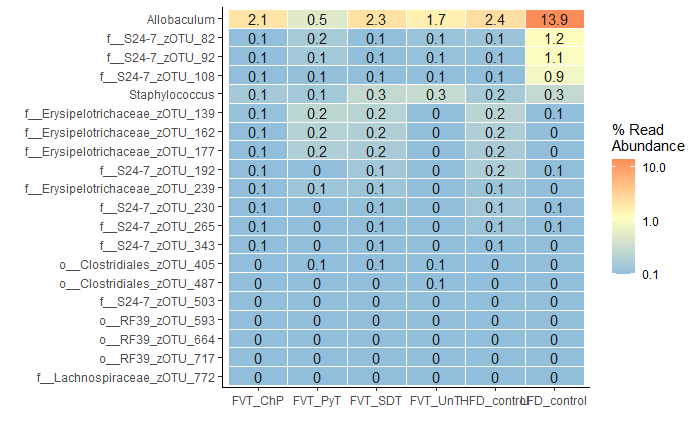 Allobaculum 2.1 0.5 2.3 1.7 2.4 13.9
f__S24-7_zOTU_82 0.1 0.2 0.1 0.1 0.1 1.2
f__S24-7_zOTU_92 0.1 0.1 0.1 0.1 0.1 1.1
f__S24-7_zOTU_108 0.1 0.1 0.1 0.1 0.1 0.9
Staphylococcus 0.1 0.1 0.3 0.3 0.2 0.3
f__Erysipelotrichaceae_zOTU_139 0.1 0.2 0.2 0 0.2 0.1
f__Erysipelotrichaceae_zOTU_162 0.1 0.2 0.2 0 0.2 0
f__Erysipelotrichaceae_zOTU_177 0.1 0.2 0.2 0 0.2 0
f__S24-7_zOTU_192 0.1 0 0.1 0 0.2 0.1
f__Erysipelotrichaceae_zOTU_239 0.1 0.1 0.1 0 0.1 0
f__S24-7_zOTU_230 0.1 0 0.1 0 0.1 0.1
f__S24-7_zOTU_265 0.1 0 0.1 0 0.1 0.1
f__S24-7_zOTU_343 0.1 0 0.1 0 0.1 0
o__Clostridiales_zOTU_405 0 0.1 0.1 0.1 0 0
o__Clostridiales_zOTU_487 0 0 0 0.1 0 0
f__S24-7_zOTU_503 0 0 0 0 0 0
o__RF39_zOTU_593 0 0 0 0 0 0
o__RF39_zOTU_664 0 0 0 0 0 0
o__RF39_zOTU_717 0 0 0 0 0 0
f__Lachnospiraceae_zOTU_772 0 0 0 0 0 0
FVT_ChP FVT_PyT FVT_SDT FVT_UnT HFD_control LFD_control
% Read
Abundance
10.0
1.0
0.1